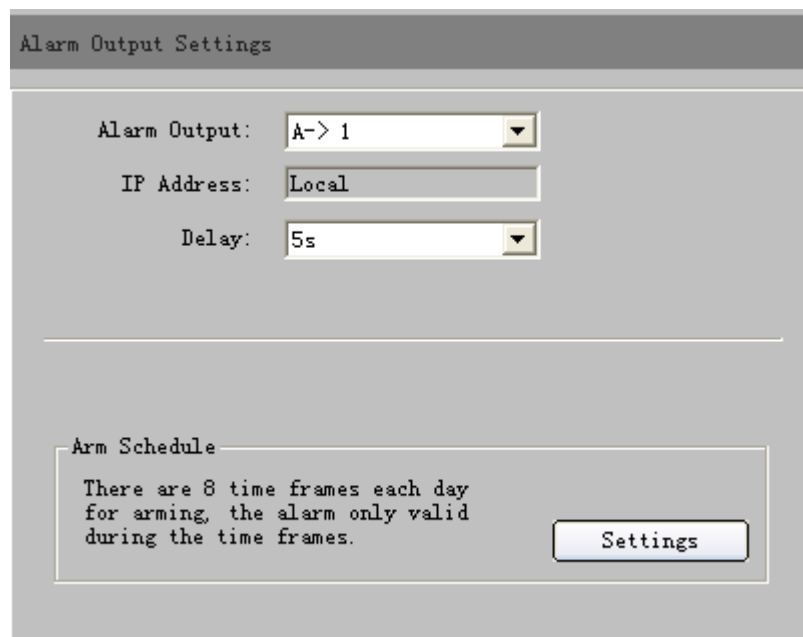 Alarm Output Settings
Alarm Output: A-> 1
IP Address: Local
Delay: 5s
Arm Schedule
There are 8 time frames each day
for arming, the alarm only valid
during the time frames.
Settings